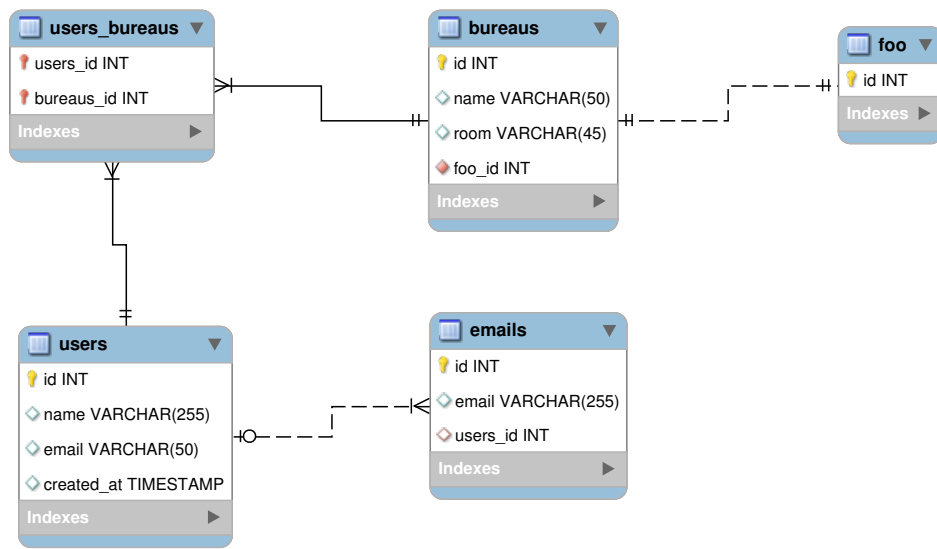 users_bureaus
users_id INT
bureaus_id INT
Indexes
bureaus
id INT
name VARCHAR(50)
room VARCHAR(45)
foo_id INT
Indexes
foo
id INT
Indexes
users
id INT
name VARCHAR(255)
email VARCHAR(50)
created_at TIMESTAMP
Indexes
emails
id INT
email VARCHAR(255)
users_id INT
Indexes